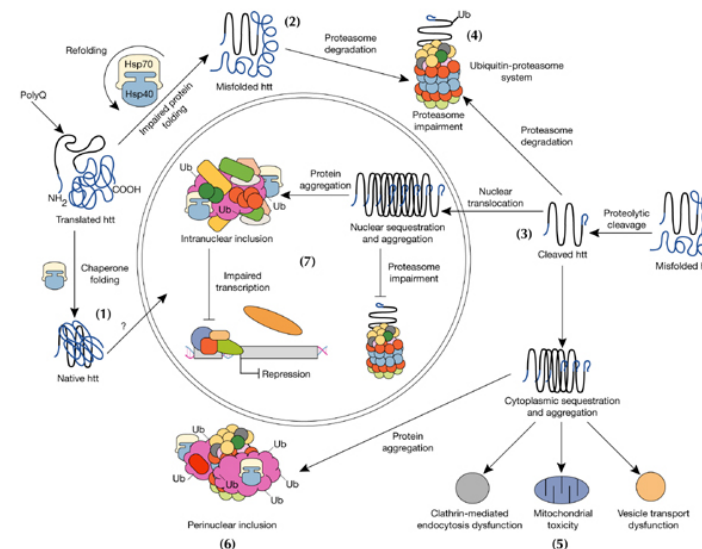 (2)
Refolding
Hsp70
Hsp40
Impaired protein
folding
Misfolded htt
Proteasome
degradation
Ub
(4)
Ubiquitin-proteasome
system
Proteasome
impairment
PolyQ
NH2
COOH
Translated htt
Chaperone
folding
(1)
?
Native htt
Ub
Ub
Ub
Intranuclear inclusion
Protein
aggregation
Nuclear sequestration
and aggregation
Nuclear
translocation
(3)
Cleaved htt
Proteasome
degradation
Proteolytic
cleavage
Misfolded
(7)
Impaired
transcription
Proteasome
impairment
Repression
Cytoplasmic sequestration
and aggregation
Protein
aggregation
Ub
Ub
Ub
Ub
Ub
Ub
Ub
Perinuclear inclusion
(6)
Clathrin-mediated
endocytosis dysfunction
Mitochondrial
toxicity
Vesicle transport
dysfunction
(5)